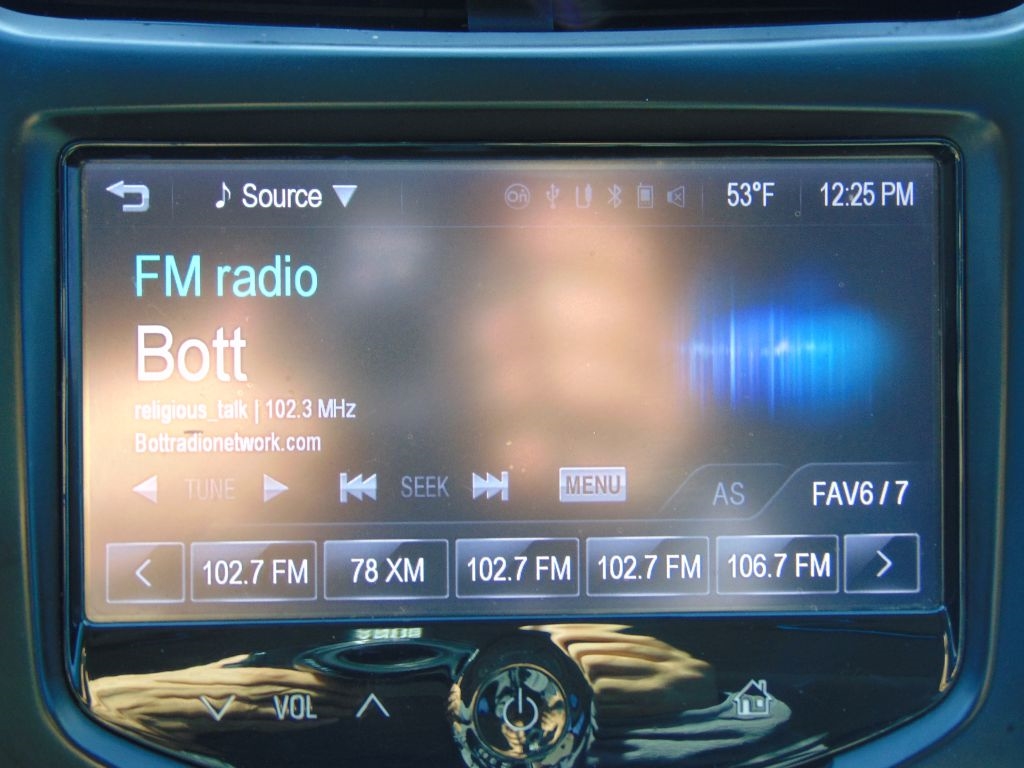 Source On 53°F 12:25 PM
FM radio
Bott
religious_talk | 102.3 MHz
Bottradionetwork.com
TUNE SEEK MENU AS FAV6 / 7
102.7 FM 78 XM 102.7 FM 102.7 FM 106.7 FM
VOL